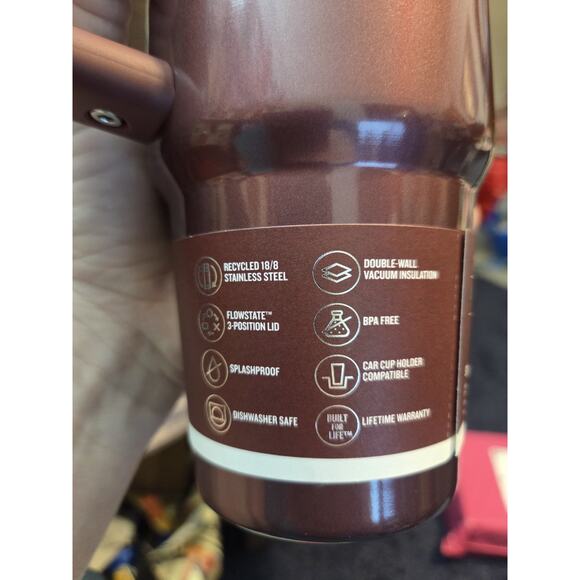 RECYCLED 18/8
STAINLESS STEEL
FLOWSTATE™
3-POSITION LID
SPLASHPROOF
DISHWASHER SAFE
DOUBLE-WALL
VACUUM INSULATION
BPA FREE
CAR CUP HOLDER
COMPATIBLE
BUILT
FOR
LIFE™
LIFETIME WARRANTY